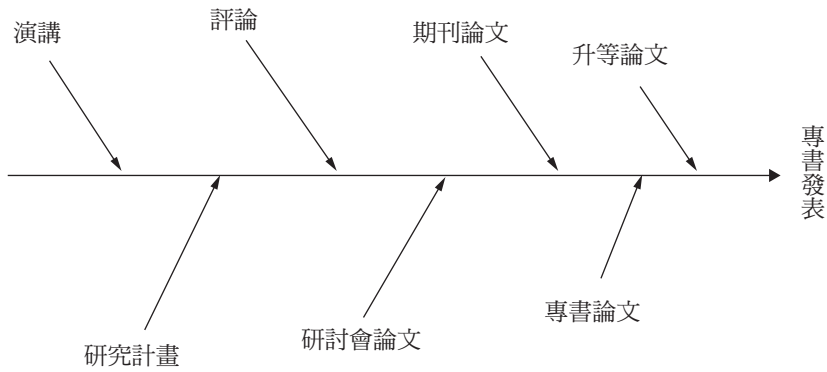 演講
評論
期刊論文
升等論文
專書發表
研究計畫
研討會論文
專書論文